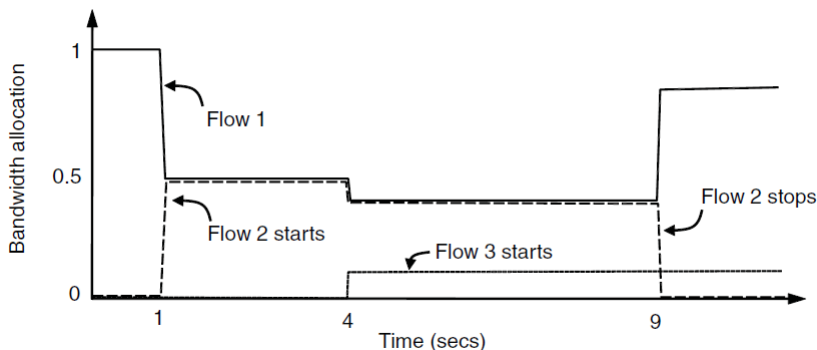 1
Flow 1
Bandwidth allocation
0.5
Flow 2 starts
Flow 2 stops
Flow 3 starts
0
1
4
9
Time (secs)